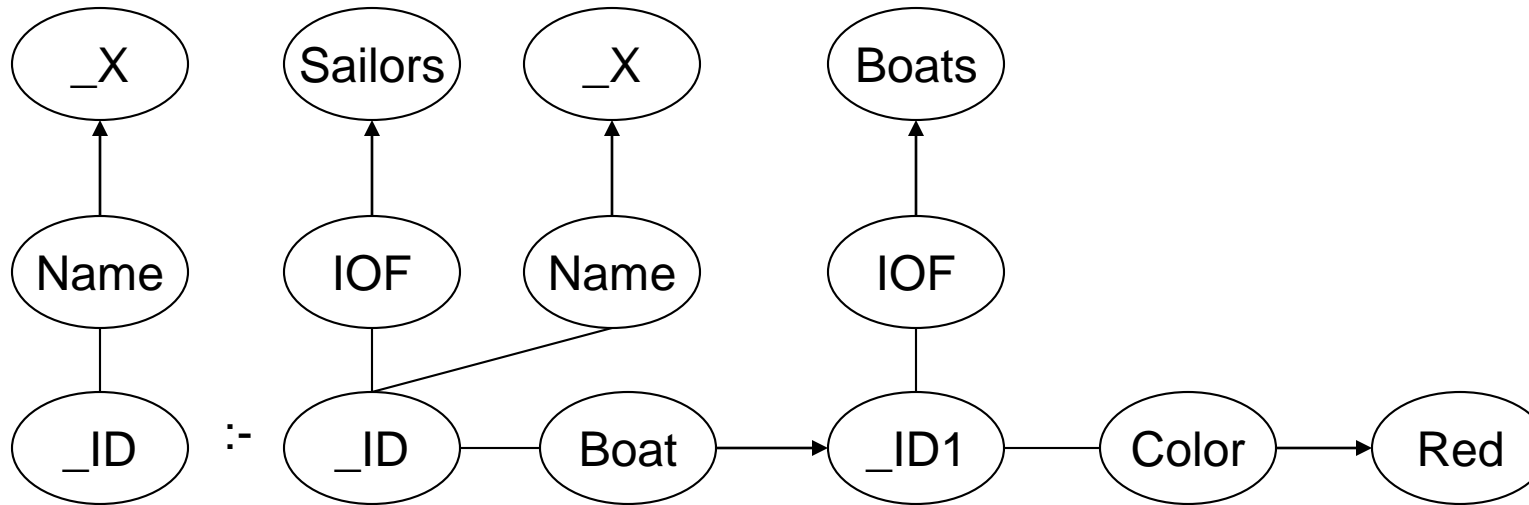 _X Sailors _X Boats
Name IOF Name IOF
_ID :- _ID Boat _ID1 Color Red